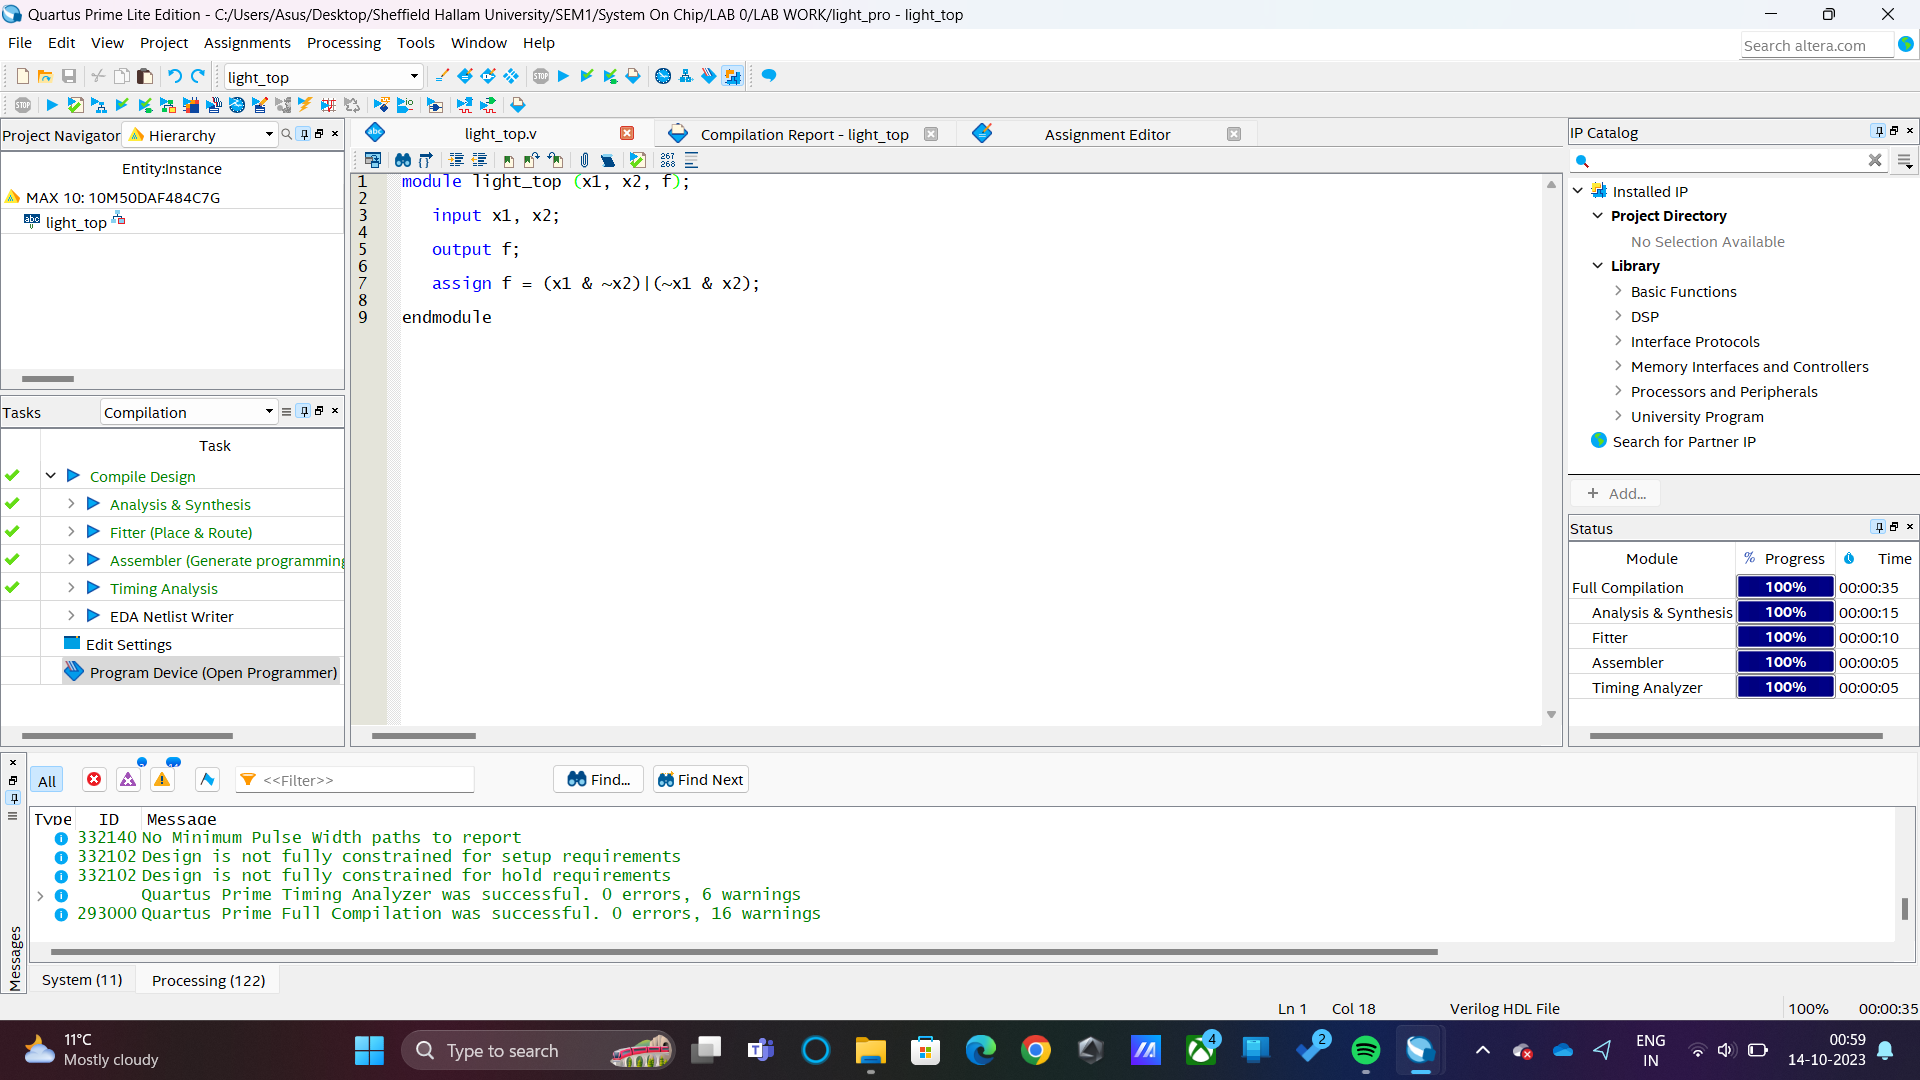 Quartus Prime Lite Edition - C:/Users/Asus/Desktop/Sheffield Hallam University/SEM1/System On Chip/LAB 0/LAB WORK/light_pro - light_top
File Edit View Project Assignments Processing Tools Window Help
Search altera.com
light_top
Project Navigator Hierarchy
Entity:Instance
MAX 10: 10M50DAF484C7G
light_top
Tasks Compilation
Task
Compile Design
Analysis & Synthesis
Fitter (Place & Route)
Assembler (Generate programming
Timing Analysis
EDA Netlist Writer
Edit Settings
Program Device (Open Programmer)
light_top.v Compilation Report - light_top Assignment Editor
267
268
1 module light_top (x1, x2, f);
2
3 input x1, x2;
4
5 output f;
6
7 assign f = (x1 & ~x2)|(~x1 & x2);
8
9 endmodule
IP Catalog
Installed IP
Project Directory
No Selection Available
Library
Basic Functions
DSP
Interface Protocols
Memory Interfaces and Controllers
Processors and Peripherals
University Program
Search for Partner IP
+ Add...
Status
Module % Progress Time
Full Compilation 100% 00:00:35
Analysis & Synthesis 100% 00:00:15
Fitter 100% 00:00:10
Assembler 100% 00:00:05
Timing Analyzer 100% 00:00:05
All <<Filter>> Find... Find Next
Type ID Message
332140 No Minimum Pulse Width paths to report
332102 Design is not fully constrained for setup requirements
332102 Design is not fully constrained for hold requirements
Quartus Prime Timing Analyzer was successful. 0 errors, 6 warnings
293000 Quartus Prime Full Compilation was successful. 0 errors, 16 warnings
Messages
System (11) Processing (122)
Ln 1 Col 18 Verilog HDL File 100% 00:00:35
11°C
Mostly cloudy
Type to search
4
2
ENG
IN
00:59
14-10-2023